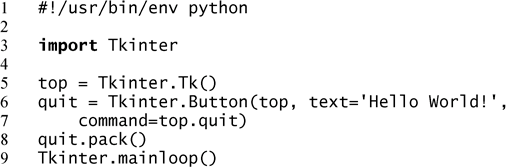 1 #!/usr/bin/env python
2
3 import Tkinter
4
5 top = Tkinter.Tk()
6 quit = Tkinter.Button(top, text='Hello World!',
7     command=top.quit)
8 quit.pack()
9 Tkinter.mainloop()